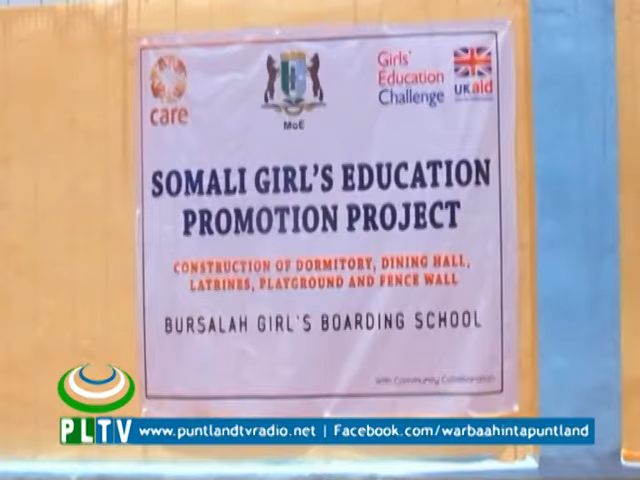 care
MoE
Girls'
Education
Challenge
UKaid
SOMALI GIRL'S EDUCATION
PROMOTION PROJECT
CONSTRUCTION OF DORMITORY, DINING HALL,
LATRINES, PLAYGROUND AND FENCE WALL
BURSALAH GIRL'S BOARDING SCHOOL
With Community Collaboration
PLTV www.puntlandtvradio.net | Facebook.com/warbaahintapuntland